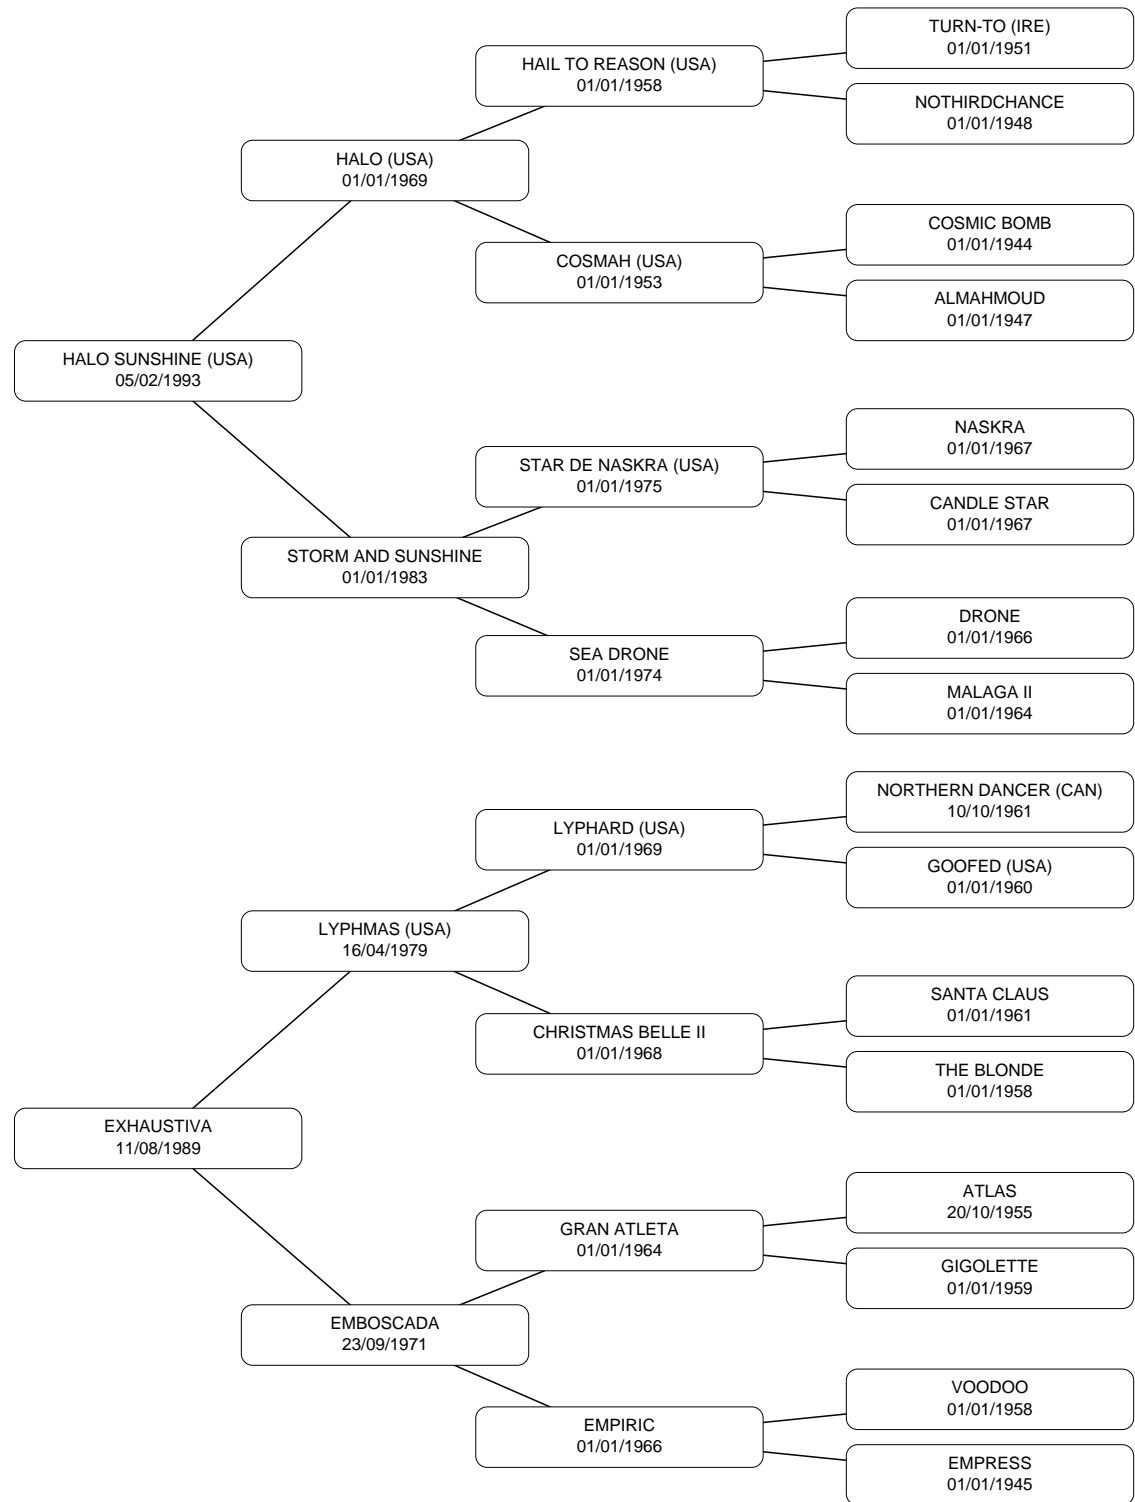 TURN-TO (IRE)
01/01/1951
HAIL TO REASON (USA)
01/01/1958
NOTHIRDCHANCE
01/01/1948
HALO (USA)
01/01/1969
COSMIC BOMB
01/01/1944
COSMAH (USA)
01/01/1953
ALMAHMOUD
01/01/1947
HALO SUNSHINE (USA)
05/02/1993
NASKRA
01/01/1967
STAR DE NASKRA (USA)
01/01/1975
CANDLE STAR
01/01/1967
STORM AND SUNSHINE
01/01/1983
DRONE
01/01/1966
SEA DRONE
01/01/1974
MALAGA II
01/01/1964
NORTHERN DANCER (CAN)
10/10/1961
LYPHARD (USA)
01/01/1969
GOOFED (USA)
01/01/1960
LYPHMAS (USA)
16/04/1979
SANTA CLAUS
01/01/1961
CHRISTMAS BELLE II
01/01/1968
THE BLONDE
01/01/1958
EXHAUSTIVA
11/08/1989
ATLAS
20/10/1955
GRAN ATLETA
01/01/1964
GIGOLETTE
01/01/1959
EMBOSCADA
23/09/1971
VOODOO
01/01/1958
EMPIRIC
01/01/1966
EMPRESS
01/01/1945